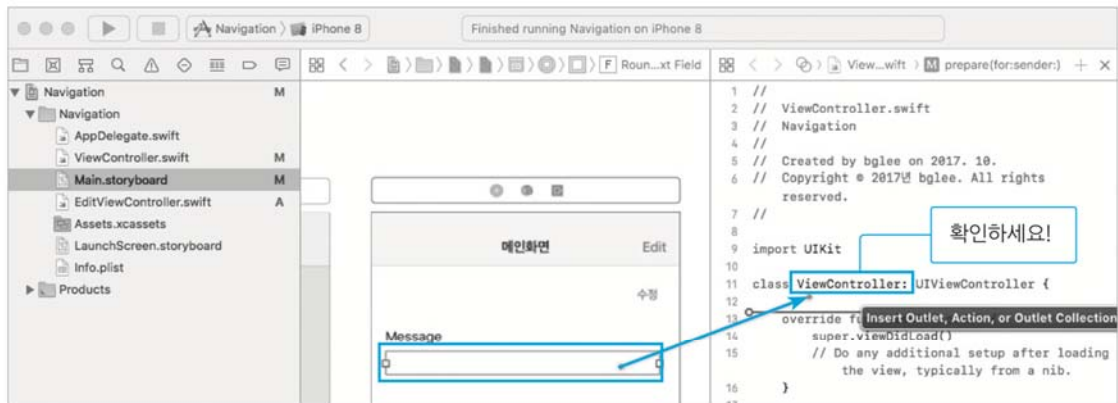 Navigation 〉 iPhone 8
Finished running Navigation on iPhone 8
F Roun...xt Field
View...wift 〉 M prepare(for:sender:)
Navigation M
Navigation
AppDelegate.swift
ViewController.swift M
Main.storyboard M
EditViewController.swift A
Assets.xcassets
LaunchScreen.storyboard
Info.plist
Products
메인화면 Edit
수정
Message
1 //
2 // ViewController.swift
3 // Navigation
4 //
5 // Created by bglee on 2017. 10.
6 // Copyright © 2017년 bglee. All rights
reserved.
7 //
8
확인하세요!
9 import UIKit
10
11 class ViewController: UIViewController {
12
Insert Outlet, Action, or Outlet Collection
13 override fu
14 super.viewDidLoad()
15 // Do any additional setup after loading
the view, typically from a nib.
16 }